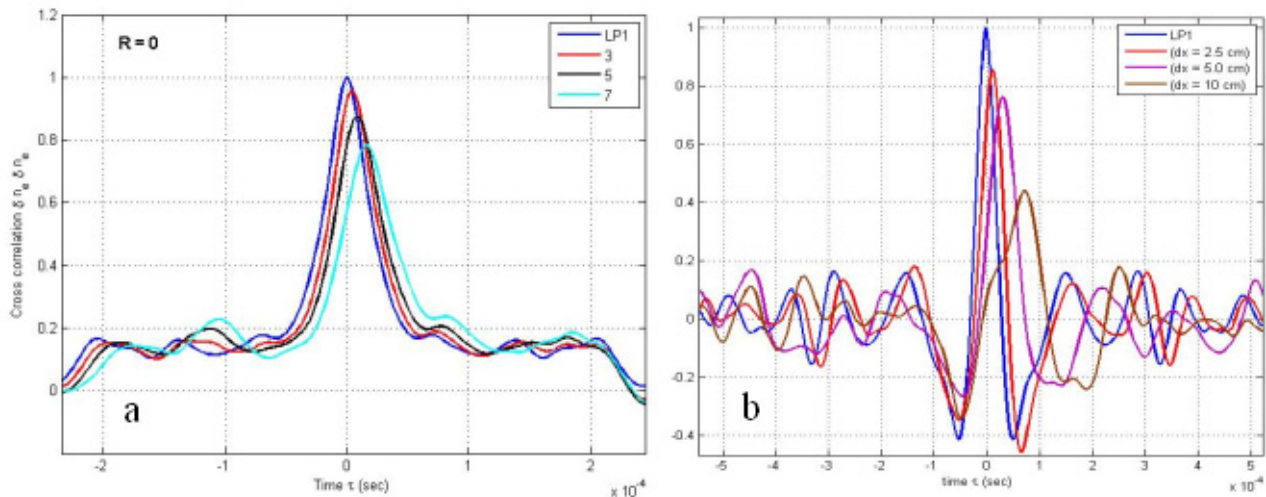 R = 0
LP1
3
5
7
1.2
1
0.8
0.6
0.4
0.2
0
Cross correlation δ n_e δ n_e
-2
-1
0
1
2
Time τ (sec)
x 10^-4
a
LP1
(dx = 2.5 cm)
(dx = 5.0 cm)
(dx = 10 cm)
1
0.8
0.6
0.4
0.2
0
-0.2
-0.4
-5
-4
-3
-2
-1
0
1
2
3
4
5
time τ (sec)
x 10^-4
b